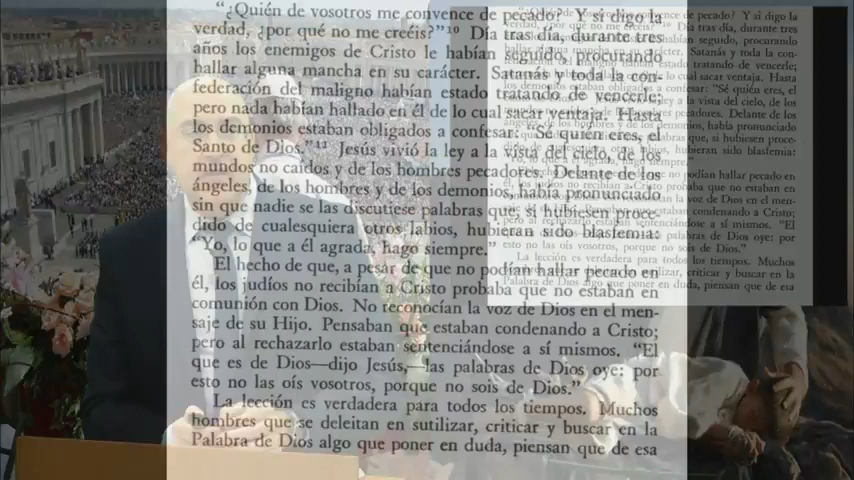 “¿Quién de vosotros me convence de pecado? Y si digo la
verdad, ¿por qué no me creéis?”¹⁰ Día tras día, durante tres
años los enemigos de Cristo le habían seguido, procurando
hallar alguna mancha en su carácter. Satanás y toda la con-
federación del maligno habían estado tratando de vencerle;
pero nada habían hallado en él de lo cual sacar ventaja. Hasta
los demonios estaban obligados a confesar: “Sé quién eres, el
Santo de Dios.”¹¹ Jesús vivió la ley a la vista del cielo, de los
mundos no caídos y de los hombres pecadores. Delante de los
ángeles, de los hombres y de los demonios, había pronunciado
sin que nadie se las discutiese palabras que, si hubiesen proce-
dido de cualesquiera otros labios, hubieran sido blasfemia:
“Yo, lo que a él agrada, hago siempre.”
El hecho de que, a pesar de que no podían hallar pecado en
él, los judíos no recibían a Cristo probaba que no estaban en
comunión con Dios. No reconocían la voz de Dios en el men-
saje de su Hijo. Pensaban que estaban condenando a Cristo;
pero al rechazarlo estaban sentenciándose a sí mismos. “El
que es de Dios—dijo Jesús,—las palabras de Dios oye: por
esto no las oís vosotros, porque no sois de Dios.”
La lección es verdadera para todos los tiempos. Muchos
hombres que se deleitan en sutilizar, criticar y buscar en la
Palabra de Dios algo que poner en duda, piensan que de esa